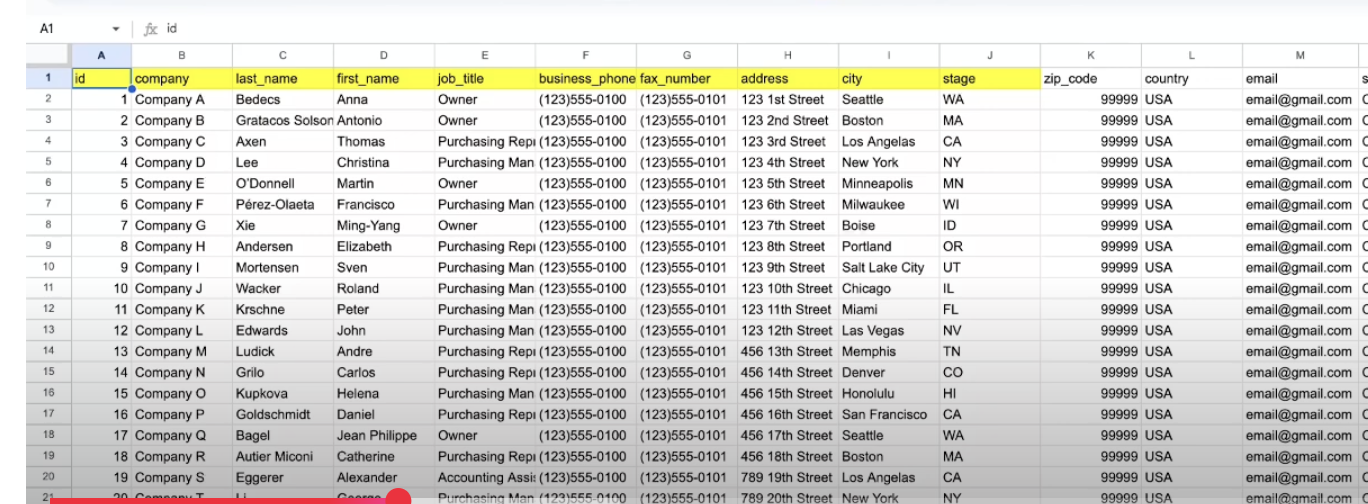 A1 fx id
A B C D E F G H I J K L M
1 id company last_name first_name job_title business_phone fax_number address city stage zip_code country email s
2 1 Company A Bedecs Anna Owner (123)555-0100 (123)555-0101 123 1st Street Seattle WA 99999 USA email@gmail.com
3 2 Company B Gratacos Solson Antonio Owner (123)555-0100 (123)555-0101 123 2nd Street Boston MA 99999 USA email@gmail.com
4 3 Company C Axen Thomas Purchasing Repr (123)555-0100 (123)555-0101 123 3rd Street Los Angelas CA 99999 USA email@gmail.com
5 4 Company D Lee Christina Purchasing Man (123)555-0100 (123)555-0101 123 4th Street New York NY 99999 USA email@gmail.com
6 5 Company E O'Donnell Martin Owner (123)555-0100 (123)555-0101 123 5th Street Minneapolis MN 99999 USA email@gmail.com
7 6 Company F Pérez-Olaeta Francisco Purchasing Man (123)555-0100 (123)555-0101 123 6th Street Milwaukee WI 99999 USA email@gmail.com
8 7 Company G Xie Ming-Yang Owner (123)555-0100 (123)555-0101 123 7th Street Boise ID 99999 USA email@gmail.com
9 8 Company H Andersen Elizabeth Purchasing Repr (123)555-0100 (123)555-0101 123 8th Street Portland OR 99999 USA email@gmail.com
10 9 Company I Mortensen Sven Purchasing Man (123)555-0100 (123)555-0101 123 9th Street Salt Lake City UT 99999 USA email@gmail.com
11 10 Company J Wacker Roland Purchasing Man (123)555-0100 (123)555-0101 123 10th Street Chicago IL 99999 USA email@gmail.com
12 11 Company K Krschne Peter Purchasing Man (123)555-0100 (123)555-0101 123 11th Street Miami FL 99999 USA email@gmail.com
13 12 Company L Edwards John Purchasing Man (123)555-0100 (123)555-0101 123 12th Street Las Vegas NV 99999 USA email@gmail.com
14 13 Company M Ludick Andre Purchasing Repr (123)555-0100 (123)555-0101 456 13th Street Memphis TN 99999 USA email@gmail.com
15 14 Company N Grilo Carlos Purchasing Repr (123)555-0100 (123)555-0101 456 14th Street Denver CO 99999 USA email@gmail.com
16 15 Company O Kupkova Helena Purchasing Man (123)555-0100 (123)555-0101 456 15th Street Honolulu HI 99999 USA email@gmail.com
17 16 Company P Goldschmidt Daniel Purchasing Repr (123)555-0100 (123)555-0101 456 16th Street San Francisco CA 99999 USA email@gmail.com
18 17 Company Q Bagel Jean Philippe Owner (123)555-0100 (123)555-0101 456 17th Street Seattle WA 99999 USA email@gmail.com
19 18 Company R Autier Miconi Catherine Purchasing Repr (123)555-0100 (123)555-0101 456 18th Street Boston MA 99999 USA email@gmail.com
20 19 Company S Eggerer Alexander Accounting Assi (123)555-0100 (123)555-0101 789 19th Street Los Angelas CA 99999 USA email@gmail.com
21 20 Company T Li George Purchasing Man (123)555-0100 (123)555-0101 789 20th Street New York NY 99999 USA email@gmail.com